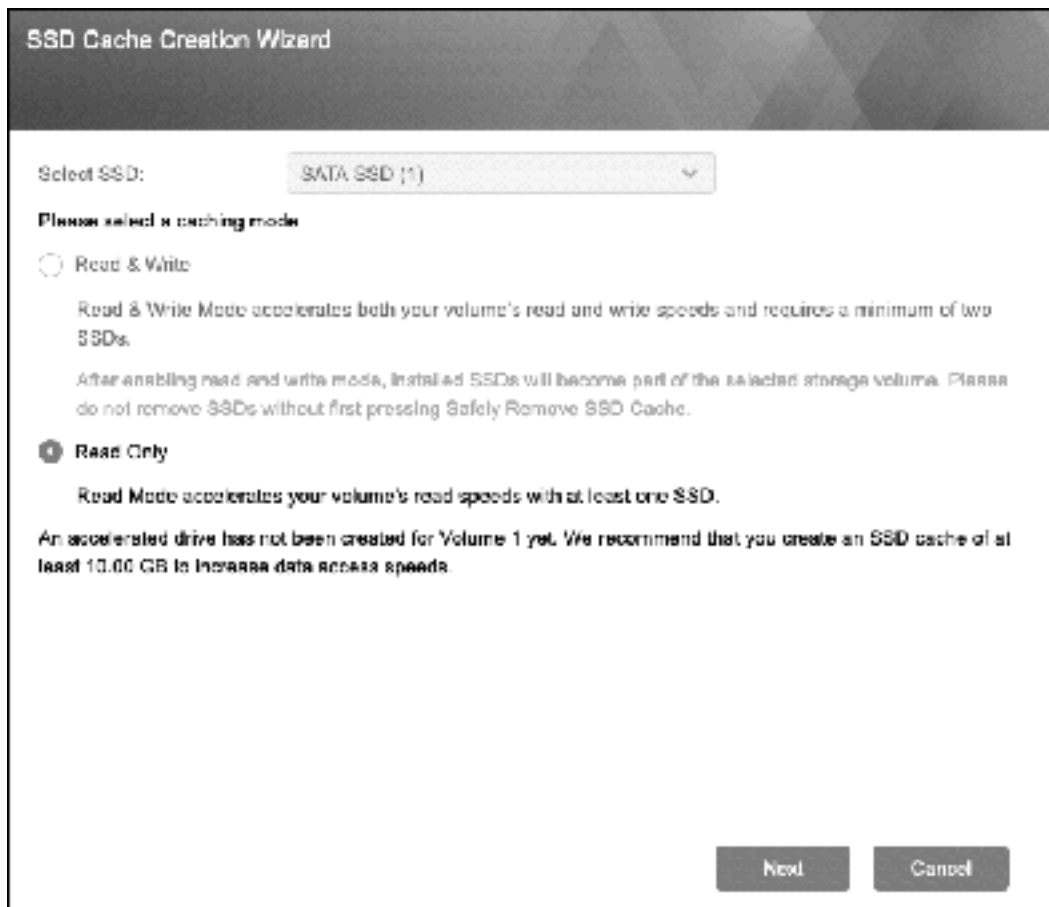 SSD Cache Creation Wizard
Select SSD: SATA SSD (1)
Please select a caching mode
Read & Write
Read & Write Mode accelerates both your volume's read and write speeds and requires a minimum of two
SSDs.
After enabling read and write mode, installed SSDs will become part of the selected storage volume. Please
do not remove SSDs without first pressing Safely Remove SSD Cache.
Read Only
Read Mode accelerates your volume's read speeds with at least one SSD.
An accelerated drive has not been created for Volume 1 yet. We recommend that you create an SSD cache of at
least 10.00 GB to increase data access speeds.
Next Cancel